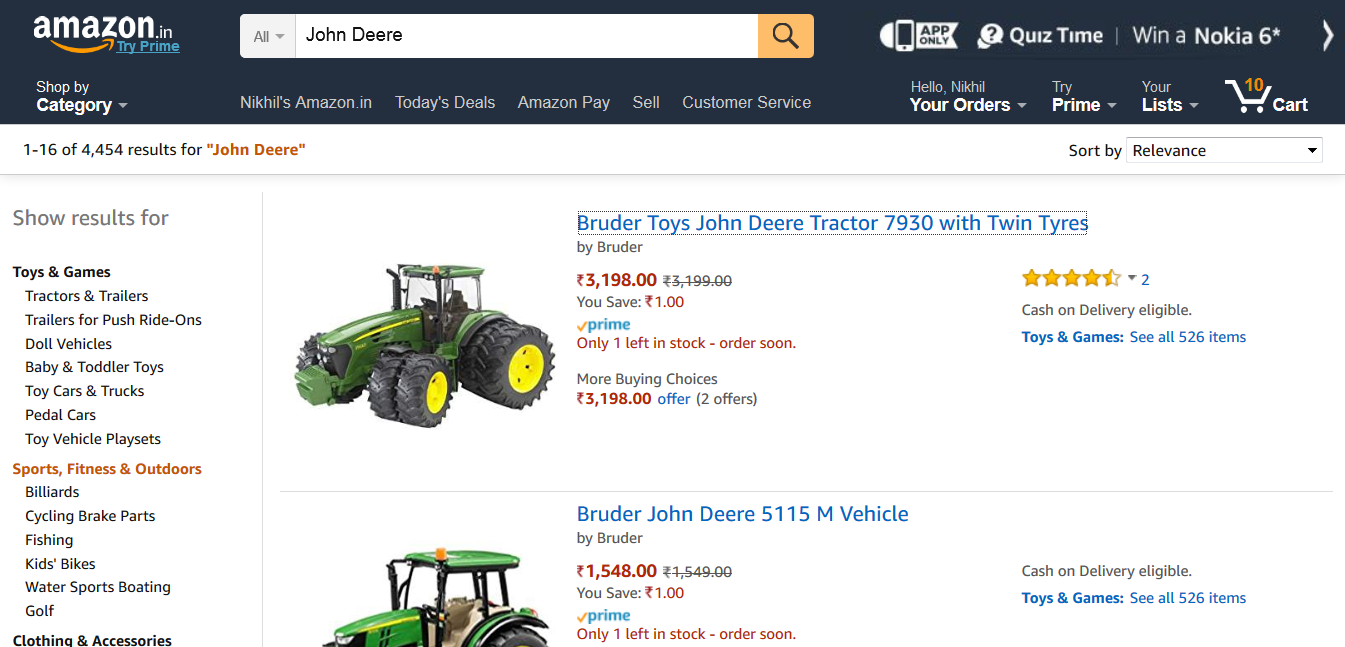 amazon.in
Try Prime
All
John Deere
APP ONLY
Quiz Time | Win a Nokia 6*
Shop by
Category
Nikhil's Amazon.in
Today's Deals
Amazon Pay
Sell
Customer Service
Hello, Nikhil
Your Orders
Try
Prime
Your
Lists
10
Cart
1-16 of 4,454 results for "John Deere"
Sort by Relevance
Show results for
Toys & Games
Tractors & Trailers
Trailers for Push Ride-Ons
Doll Vehicles
Baby & Toddler Toys
Toy Cars & Trucks
Pedal Cars
Toy Vehicle Playsets
Sports, Fitness & Outdoors
Billiards
Cycling Brake Parts
Fishing
Kids' Bikes
Water Sports Boating
Golf
Clothing & Accessories
Bruder Toys John Deere Tractor 7930 with Twin Tyres
by Bruder
₹3,198.00 ₹3,199.00
You Save: ₹1.00
prime
Only 1 left in stock - order soon.
More Buying Choices
₹3,198.00 offer (2 offers)
2
Cash on Delivery eligible.
Toys & Games: See all 526 items
Bruder John Deere 5115 M Vehicle
by Bruder
₹1,548.00 ₹1,549.00
You Save: ₹1.00
prime
Only 1 left in stock - order soon.
Cash on Delivery eligible.
Toys & Games: See all 526 items